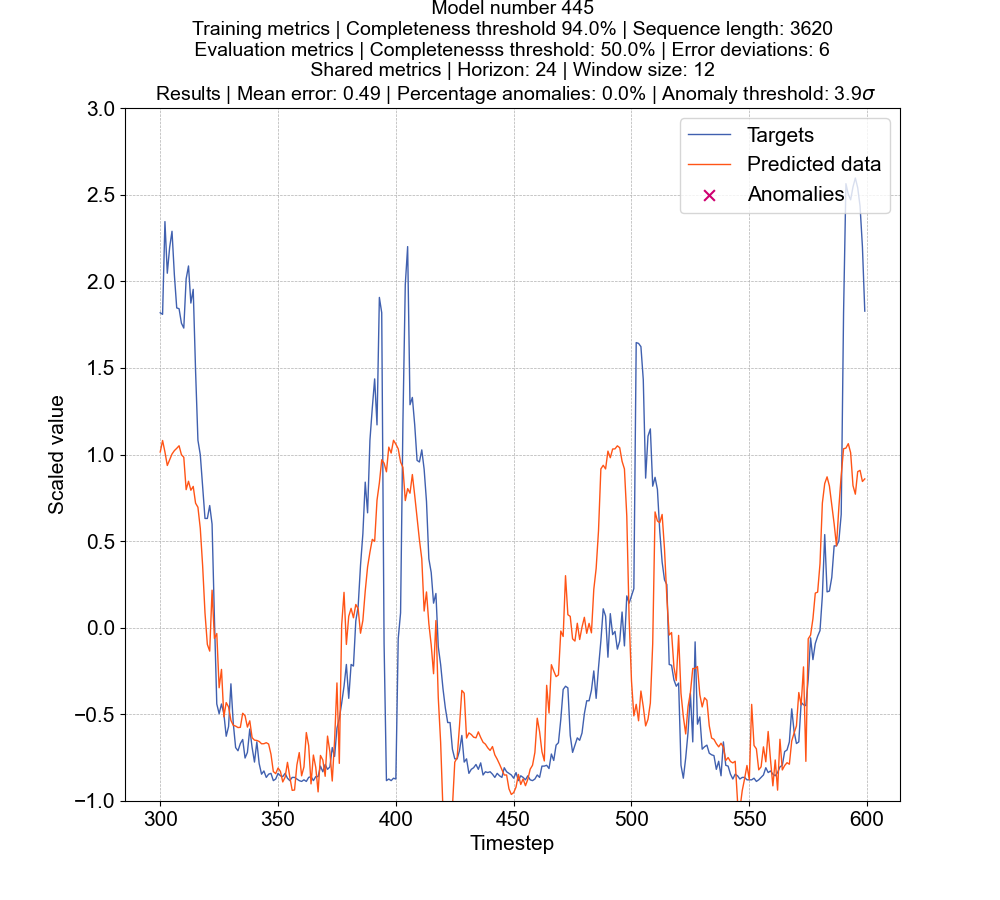 Model number 445
Training metrics | Completeness threshold 94.0% | Sequence length: 3620
Evaluation metrics | Completenesss threshold: 50.0% | Error deviations: 6
Shared metrics | Horizon: 24 | Window size: 12
Results | Mean error: 0.49 | Percentage anomalies: 0.0% | Anomaly threshold: 3.9σ
3.0
2.5
2.0
1.5
1.0
0.5
0.0
−0.5
−1.0
Scaled value
Targets
Predicted data
Anomalies
300
350
400
450
500
550
600
Timestep